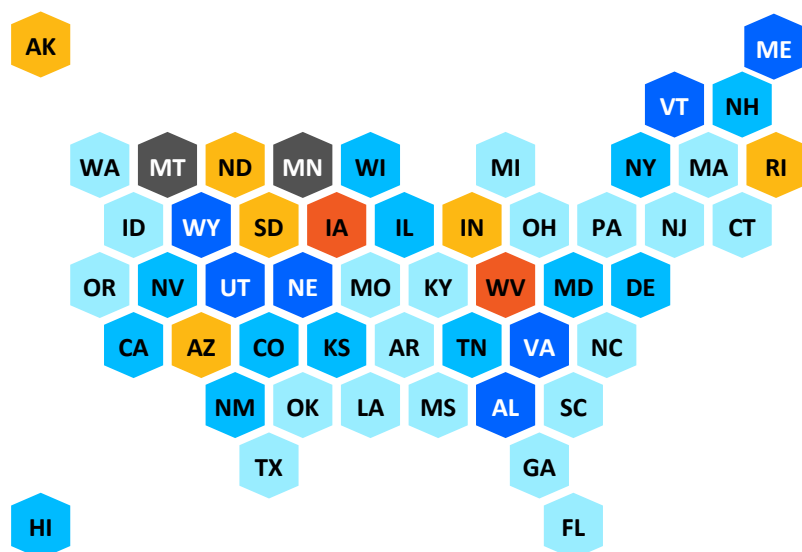 AK
ME
VT NH
WA MT ND MN WI MI NY MA RI
ID WY SD IA IL IN OH PA NJ CT
OR NV UT NE MO KY WV MD DE
CA AZ CO KS AR TN VA NC
NM OK LA MS AL SC
TX GA
HI FL